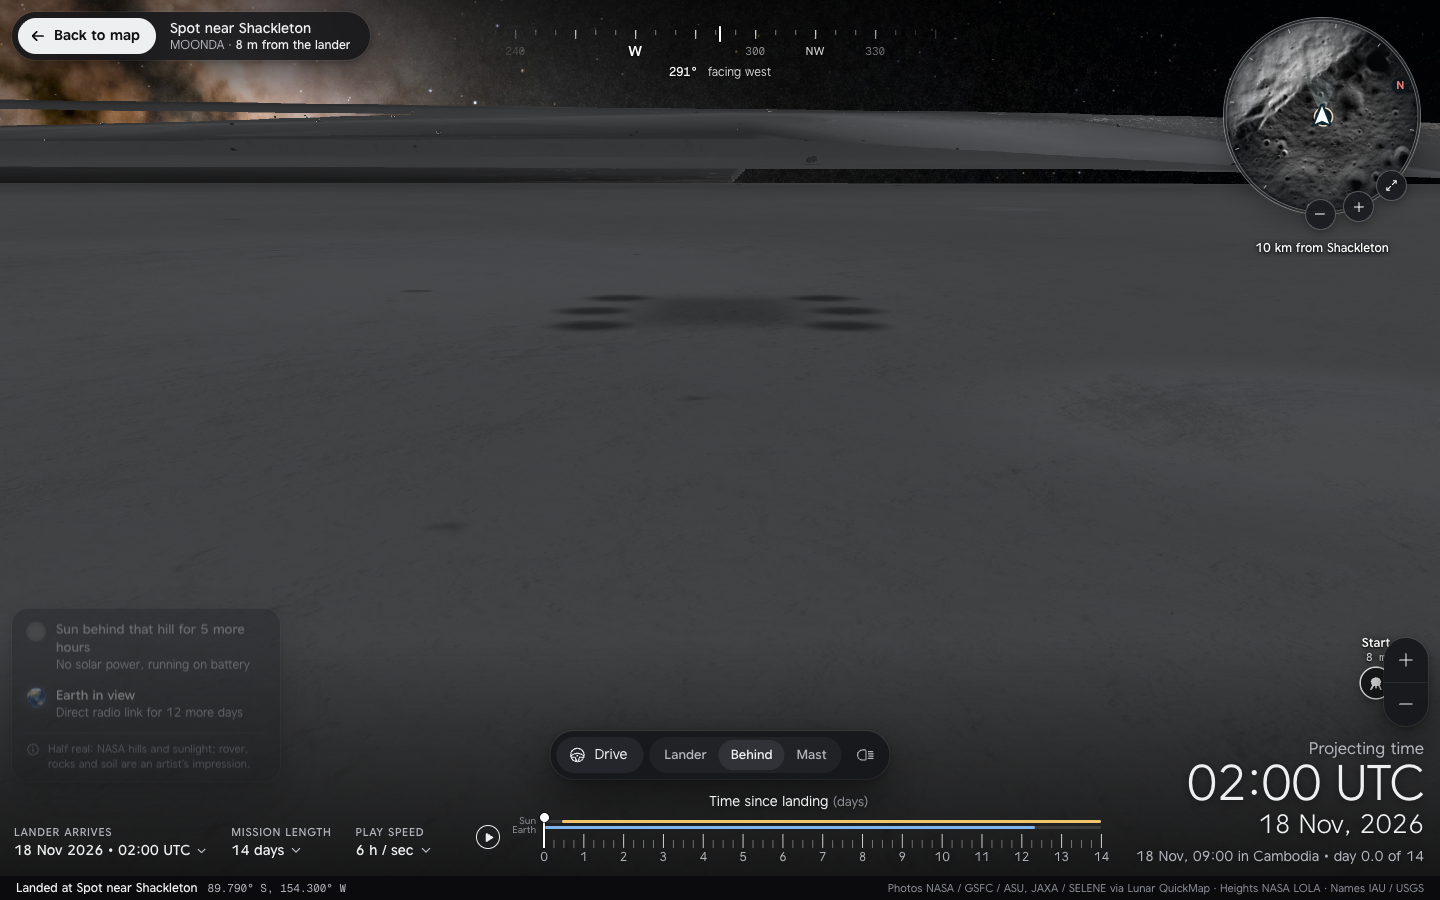 Back to map
Spot near Shackleton
MOONDA · 8 m from the lander
240 W 300 NW 330
291° facing west
N
10 km from Shackleton
Sun behind that hill for 5 more
hours
No solar power, running on battery
Earth in view
Direct radio link for 12 more days
Half real: NASA hills and sunlight; rover,
rocks and soil are an artist's impression.
Start
8 m
Drive
Lander
Behind
Mast
Projecting time
02:00 UTC
18 Nov, 2026
18 Nov, 09:00 in Cambodia • day 0.0 of 14
Time since landing (days)
Sun
Earth
0 1 2 3 4 5 6 7 8 9 10 11 12 13 14
LANDER ARRIVES
18 Nov 2026 • 02:00 UTC
MISSION LENGTH
14 days
PLAY SPEED
6 h / sec
Landed at Spot near Shackleton 89.790° S, 154.300° W
Photos NASA / GSFC / ASU, JAXA / SELENE via Lunar QuickMap · Heights NASA LOLA · Names IAU / USGS